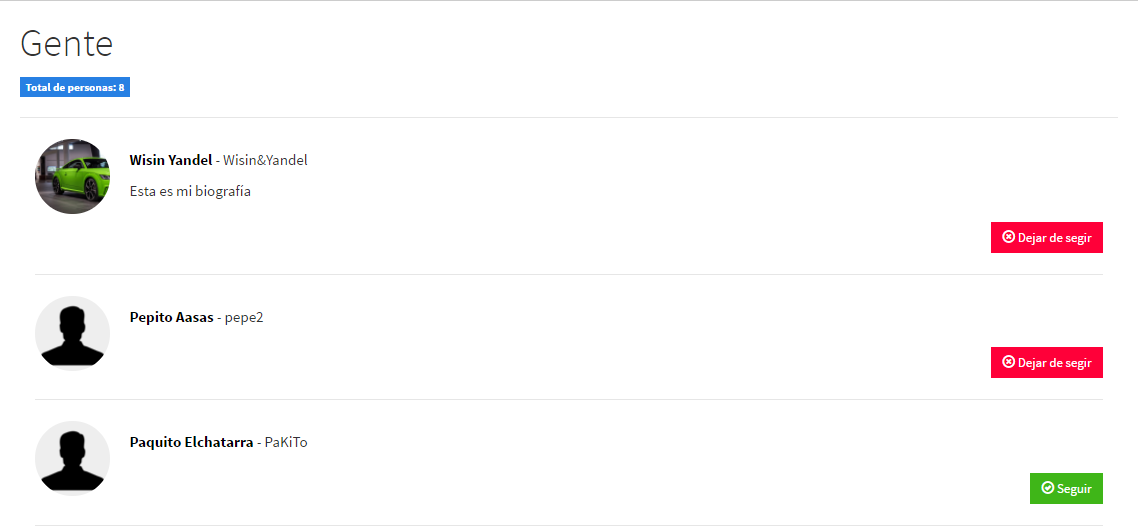 Gente
Total de personas: 8
Wisin Yandel - Wisin&Yandel
Esta es mi biografía
Dejar de segir
Pepito Aasas - pepe2
Dejar de segir
Paquito Elchatarra - PaKiTo
Seguir